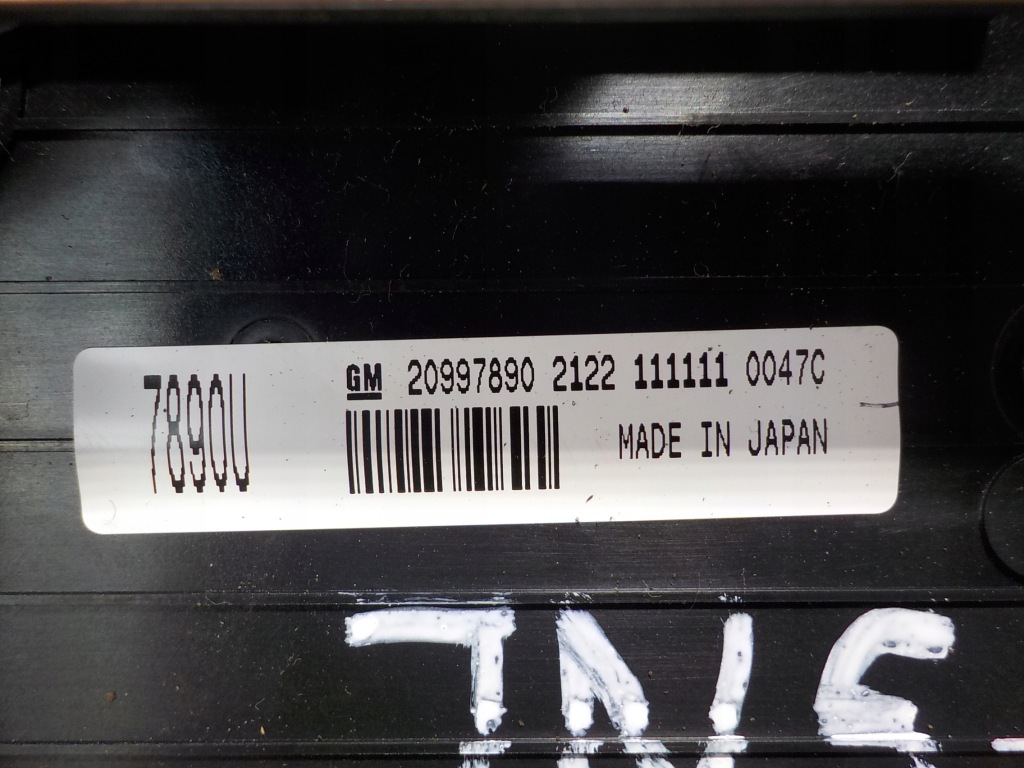 7890U
GM 20997890 2122 111111 0047C
MADE IN JAPAN